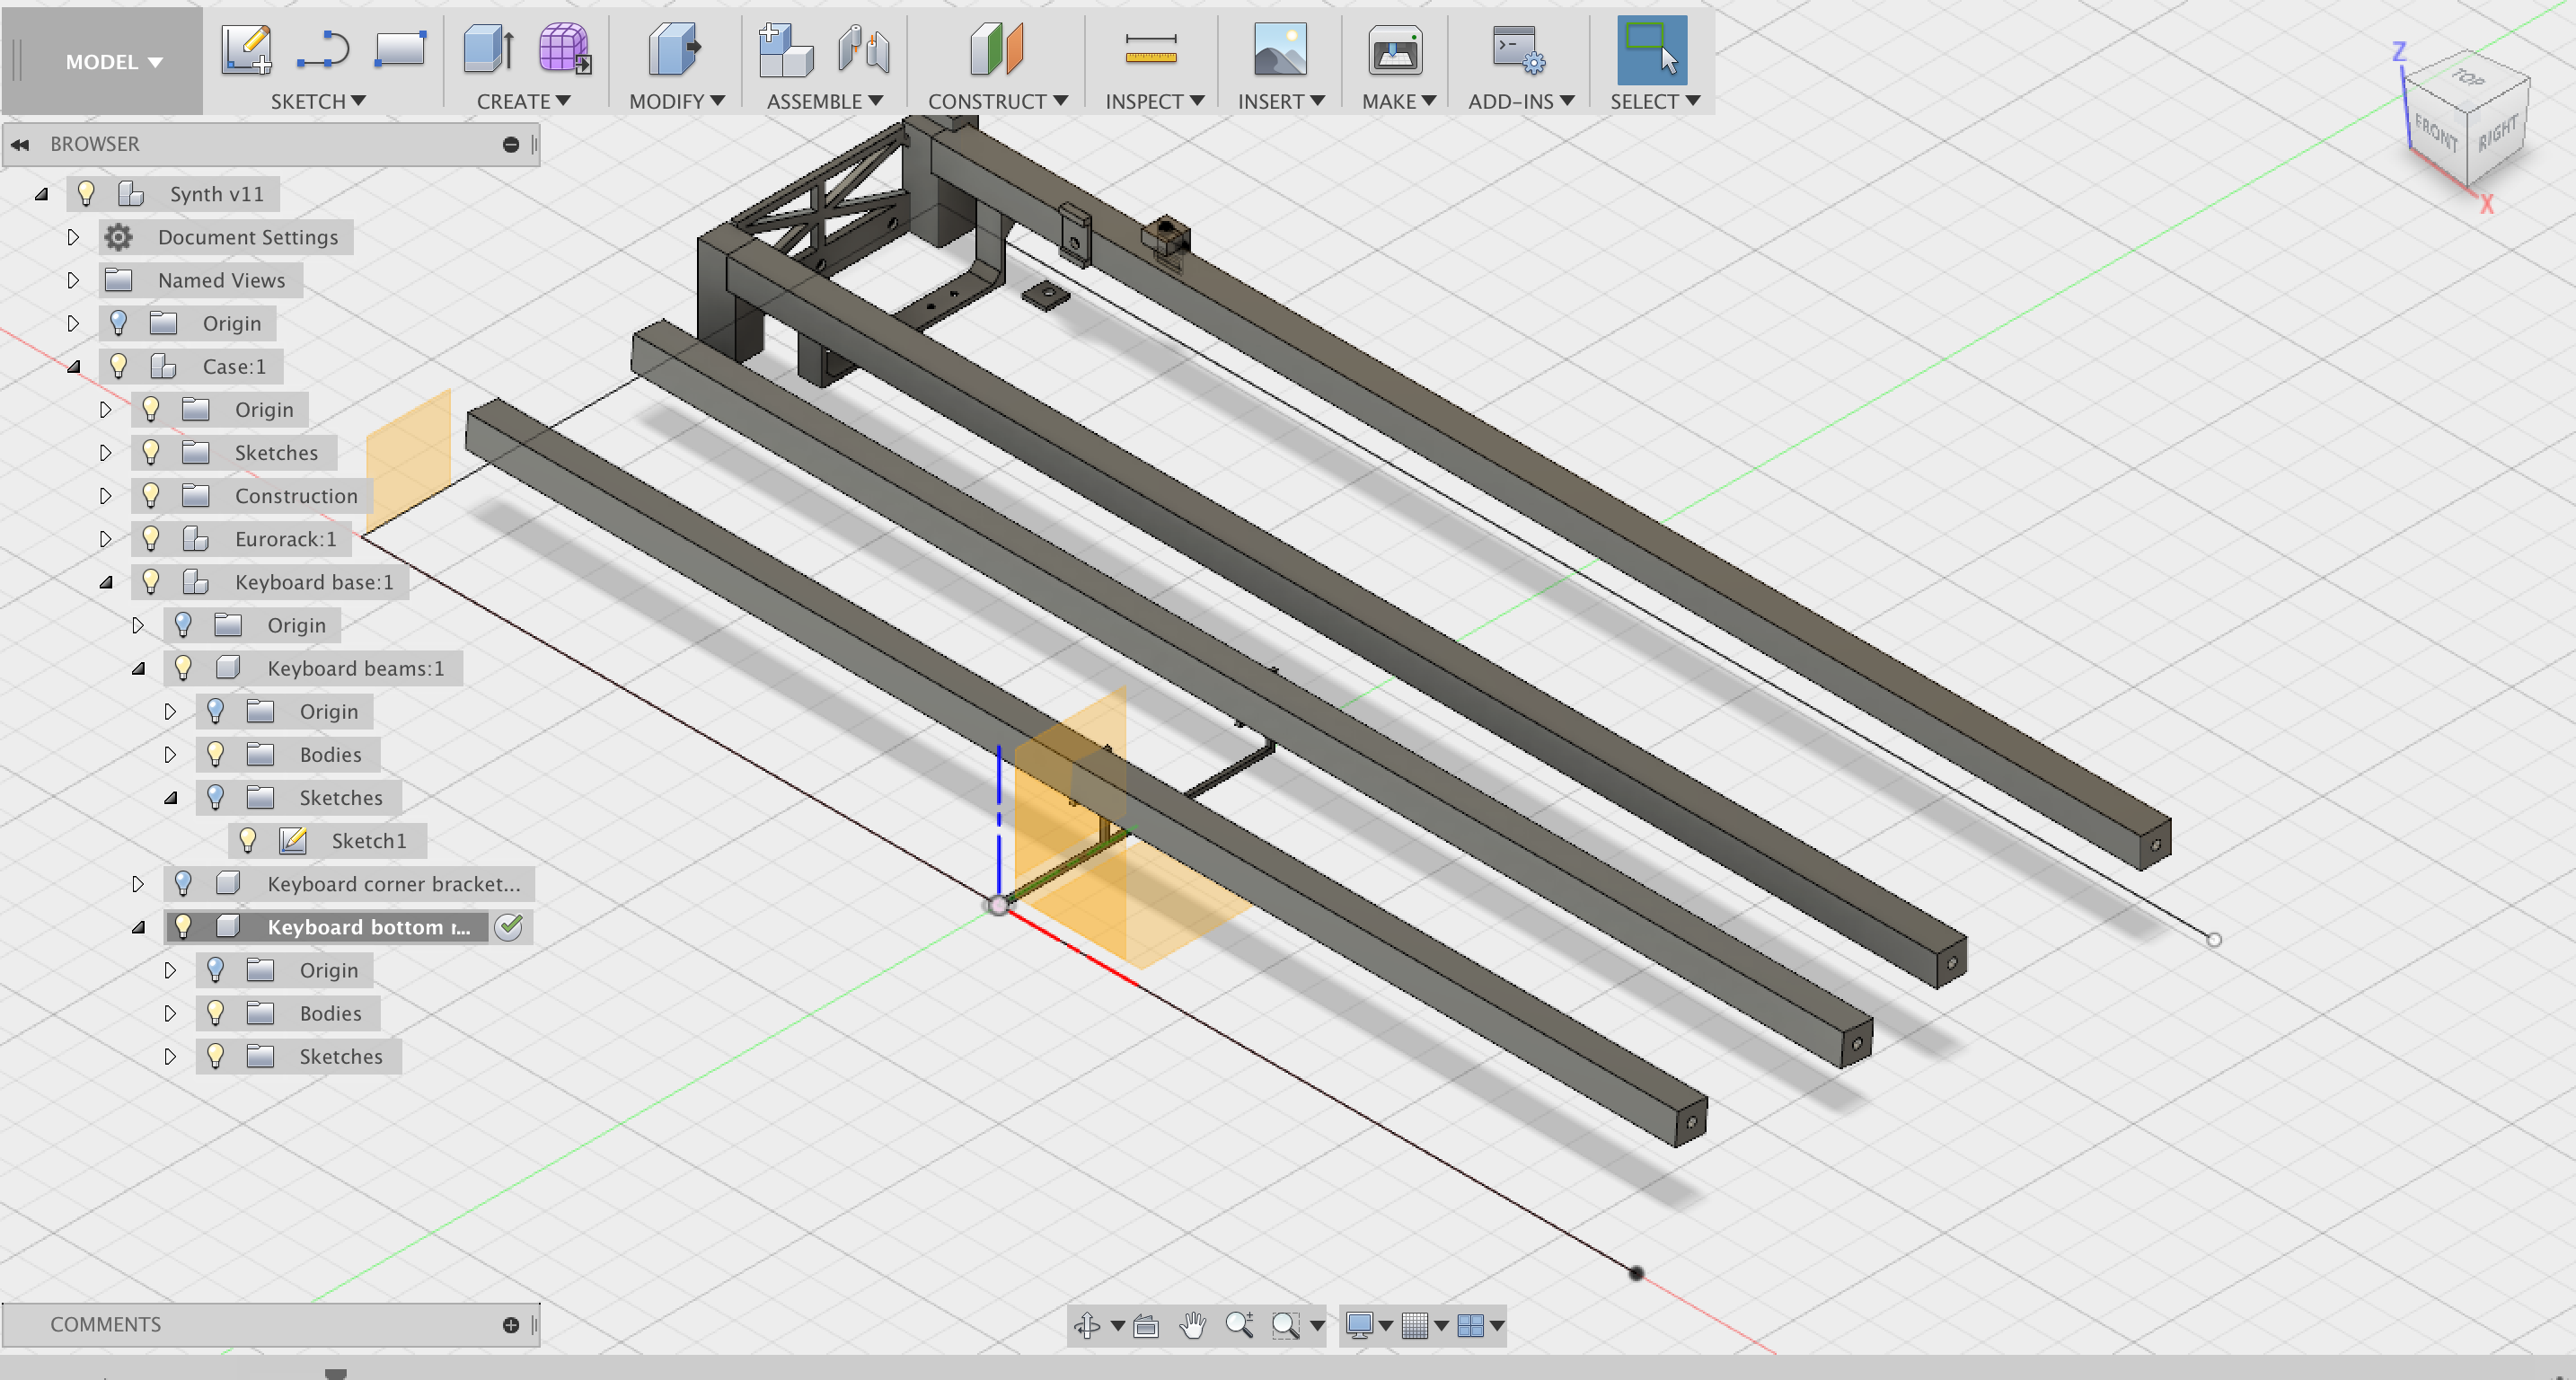 MODEL
SKETCH
CREATE
MODIFY
ASSEMBLE
CONSTRUCT
INSPECT
INSERT
MAKE
ADD-INS
SELECT
Z
TOP
FRONT
RIGHT
X
BROWSER
Synth v11
Document Settings
Named Views
Origin
Case:1
Origin
Sketches
Construction
Eurorack:1
Keyboard base:1
Origin
Keyboard beams:1
Origin
Bodies
Sketches
Sketch1
Keyboard corner bracket...
Keyboard bottom r...
Origin
Bodies
Sketches
COMMENTS